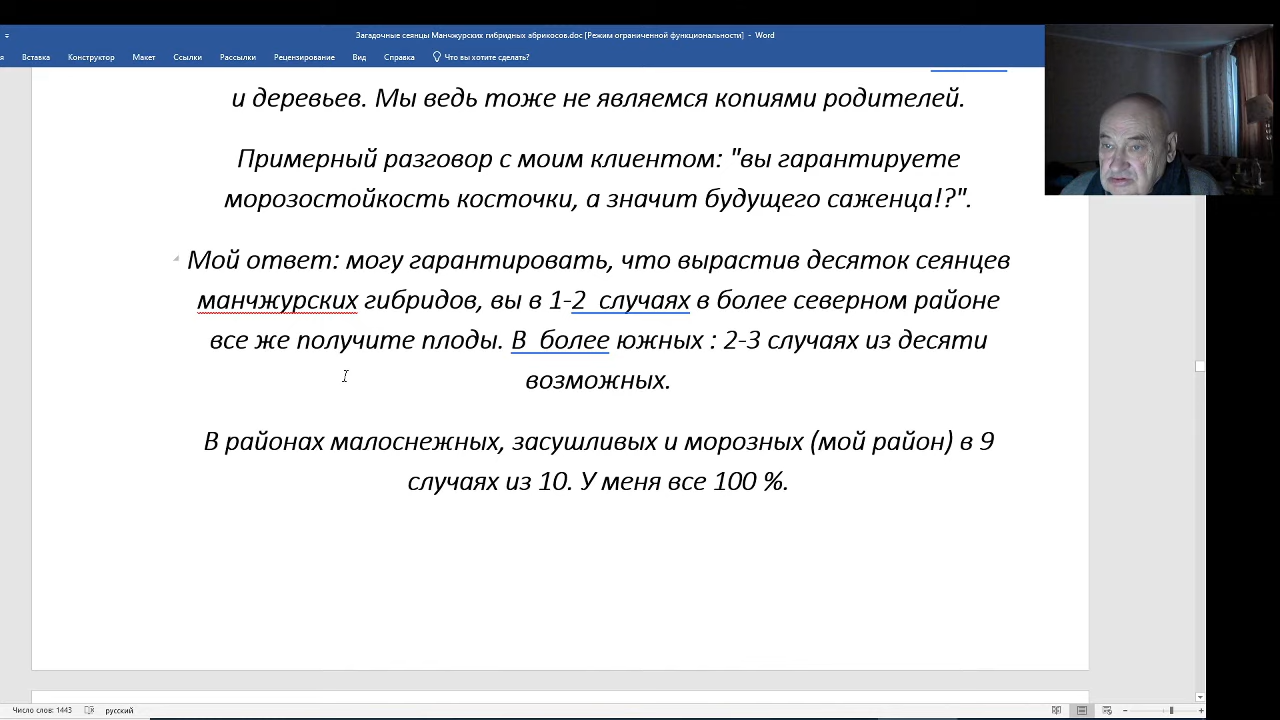 Загадочные сеянцы Манчжурских гибридных абрикосов.doc [Режим ограниченной функциональности] - Word
Вставка Конструктор Макет Ссылки Рассылки Рецензирование Вид Справка Что вы хотите сделать?
и деревьев. Мы ведь тоже не являемся копиями родителей.
Примерный разговор с моим клиентом: "вы гарантируете
морозостойкость косточки, а значит будущего саженца!?".
Мой ответ: могу гарантировать, что вырастив десяток сеянцев
манчжурских гибридов, вы в 1-2 случаях в более северном районе
все же получите плоды. В более южных : 2-3 случаях из десяти
возможных.
В районах малоснежных, засушливых и морозных (мой район) в 9
случаях из 10. У меня все 100 %.
Число слов: 1443 русский